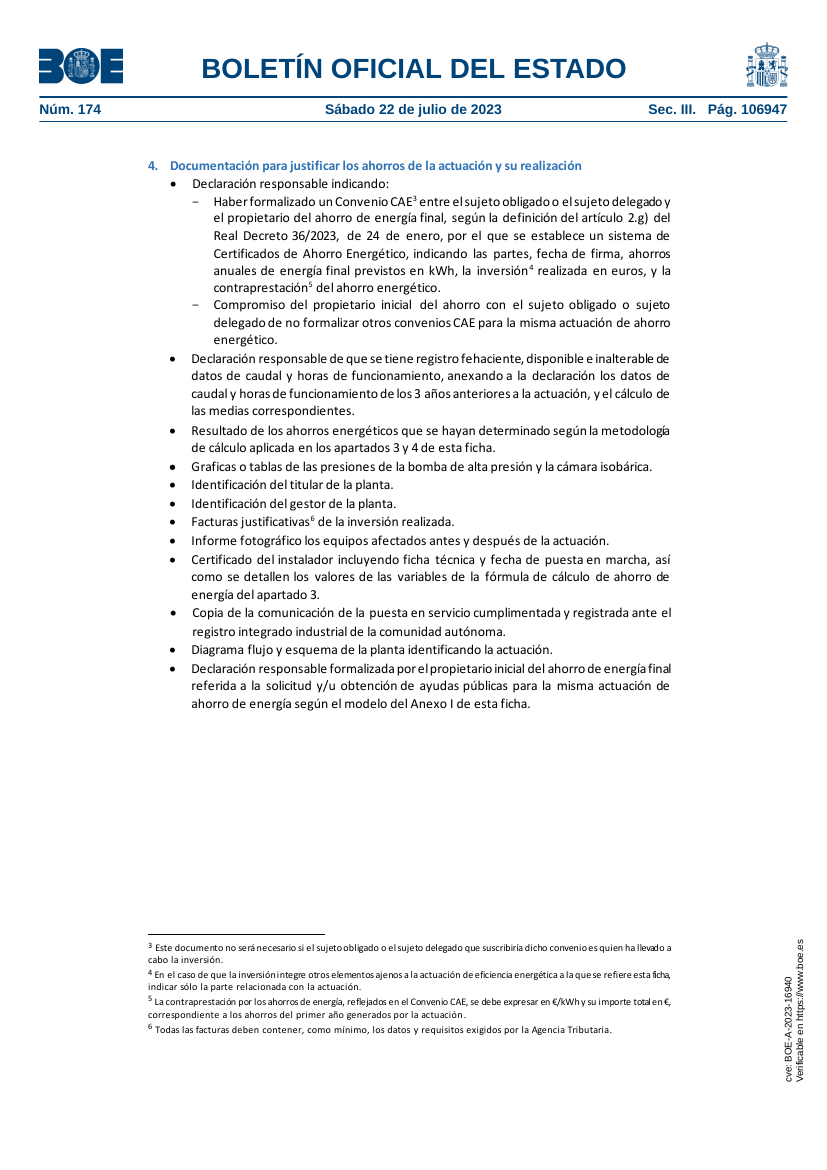 BOE
BOLETÍN OFICIAL DEL ESTADO
Núm. 174 Sábado 22 de julio de 2023 Sec. III. Pág. 106947
4. Documentación para justificar los ahorros de la actuación y su realización
• Declaración responsable indicando:
− Haber formalizado un Convenio CAE³ entre el sujeto obligado o el sujeto delegado y
el propietario del ahorro de energía final, según la definición del artículo 2.g) del
Real Decreto 36/2023, de 24 de enero, por el que se establece un sistema de
Certificados de Ahorro Energético, indicando las partes, fecha de firma, ahorros
anuales de energía final previstos en kWh, la inversión⁴ realizada en euros, y la
contraprestación⁵ del ahorro energético.
− Compromiso del propietario inicial del ahorro con el sujeto obligado o sujeto
delegado de no formalizar otros convenios CAE para la misma actuación de ahorro
energético.
• Declaración responsable de que se tiene registro fehaciente, disponible e inalterable de
datos de caudal y horas de funcionamiento, anexando a la declaración los datos de
caudal y horas de funcionamiento de los 3 años anteriores a la actuación, y el cálculo de
las medias correspondientes.
• Resultado de los ahorros energéticos que se hayan determinado según la metodología
de cálculo aplicada en los apartados 3 y 4 de esta ficha.
• Graficas o tablas de las presiones de la bomba de alta presión y la cámara isobárica.
• Identificación del titular de la planta.
• Identificación del gestor de la planta.
• Facturas justificativas⁶ de la inversión realizada.
• Informe fotográfico los equipos afectados antes y después de la actuación.
• Certificado del instalador incluyendo ficha técnica y fecha de puesta en marcha, así
como se detallen los valores de las variables de la fórmula de cálculo de ahorro de
energía del apartado 3.
• Copia de la comunicación de la puesta en servicio cumplimentada y registrada ante el
registro integrado industrial de la comunidad autónoma.
• Diagrama flujo y esquema de la planta identificando la actuación.
• Declaración responsable formalizada por el propietario inicial del ahorro de energía final
referida a la solicitud y/u obtención de ayudas públicas para la misma actuación de
ahorro de energía según el modelo del Anexo I de esta ficha.
³ Este documento no será necesario si el sujeto obligado o el sujeto delegado que suscribiría dicho convenio es quien ha llevado a
cabo la inversión.
⁴ En el caso de que la inversión integre otros elementos ajenos a la actuación de eficiencia energética a la que se refiere esta ficha,
indicar sólo la parte relacionada con la actuación.
⁵ La contraprestación por los ahorros de energía, reflejados en el Convenio CAE, se debe expresar en €/kWh y su importe total en €,
correspondiente a los ahorros del primer año generados por la actuación.
⁶ Todas las facturas deben contener, como mínimo, los datos y requisitos exigidos por la Agencia Tributaria.
cve: BOE-A-2023-16940
Verificable en https://www.boe.es